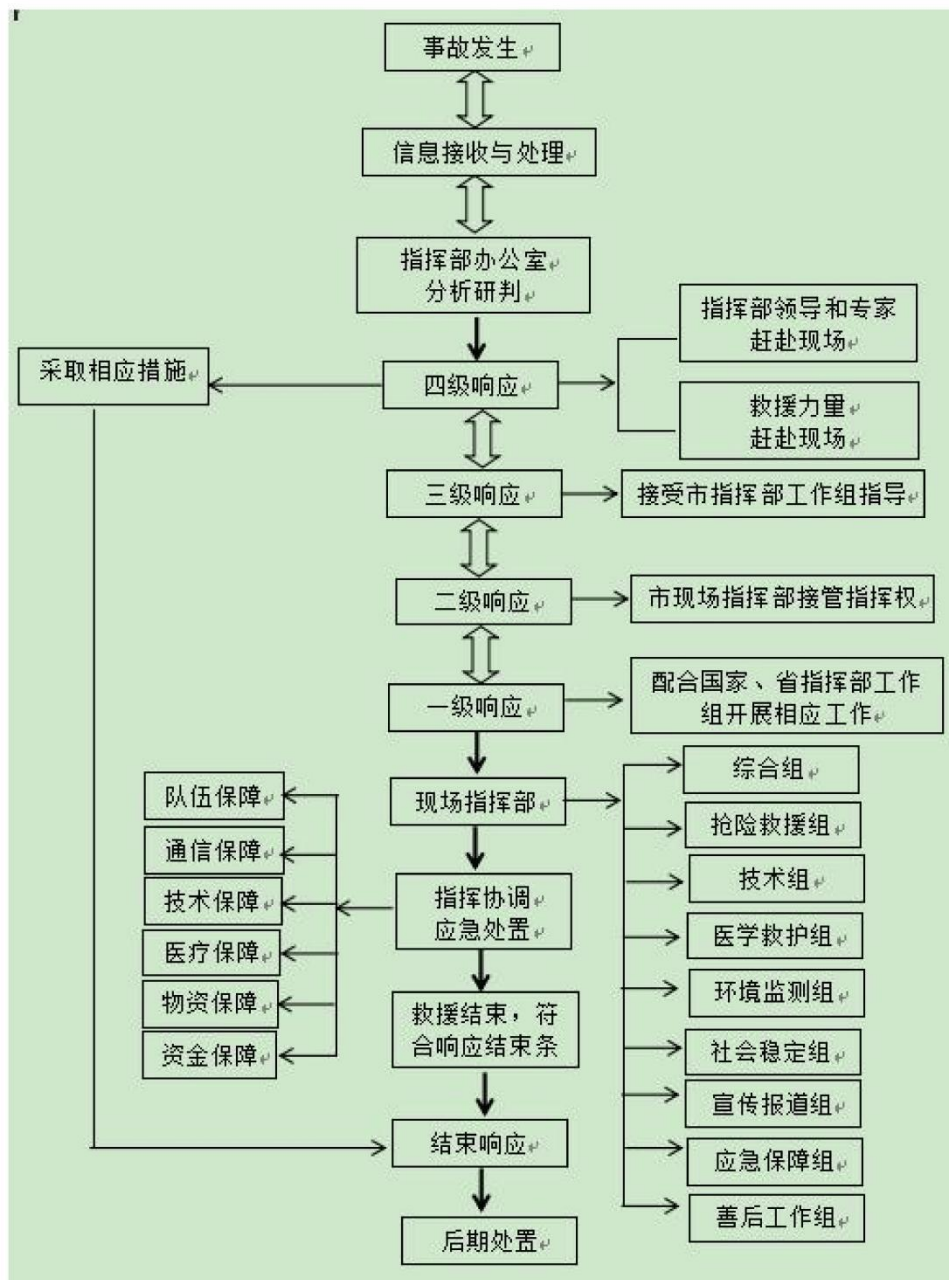 事故发生
信息接收与处理
指挥部办公室
分析研判
指挥部领导和专家
赶赴现场
采取相应措施
四级响应
救援力量
赶赴现场
三级响应
接受市指挥部工作组指导
二级响应
市现场指挥部接管指挥权
一级响应
配合国家、省指挥部工作
组开展相应工作
现场指挥部
综合组
抢险救援组
技术组
医学救护组
环境监测组
社会稳定组
宣传报道组
应急保障组
善后工作组
队伍保障
通信保障
技术保障
医疗保障
物资保障
资金保障
指挥协调
应急处置
救援结束，符
合响应结束条
结束响应
后期处置